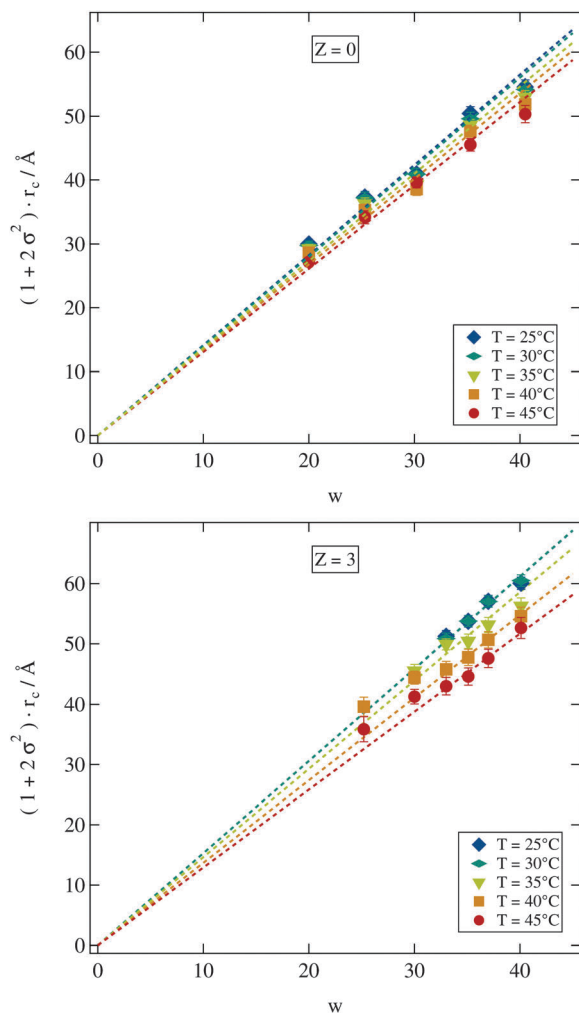 60
Z = 0
50
40
30
20
10
0
( 1 + 2 σ² ) · r_c / Å
T = 25°C
T = 30°C
T = 35°C
T = 40°C
T = 45°C
0 10 20 30 40
w
60
Z = 3
50
40
30
20
10
0
( 1 + 2 σ² ) · r_c / Å
T = 25°C
T = 30°C
T = 35°C
T = 40°C
T = 45°C
0 10 20 30 40
w